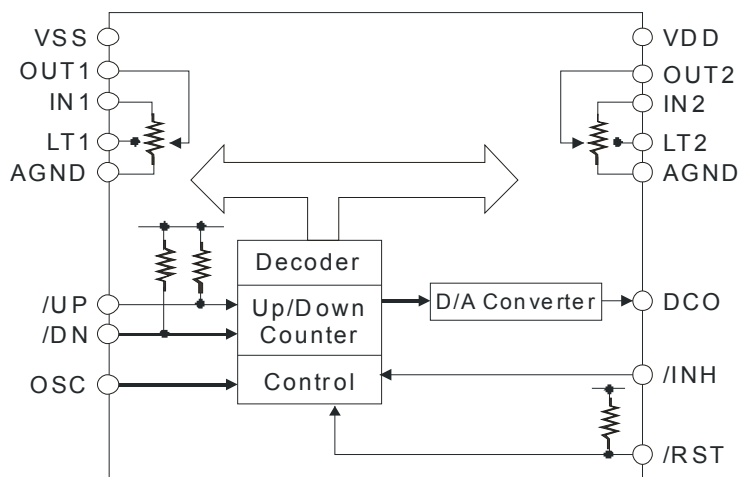 VSS
OUT1
IN1
LT1
AGND
VDD
OUT2
IN2
LT2
AGND
Decoder
Up/Down
Counter
Control
D/A Converter
/UP
/DN
OSC
DCO
/INH
/RST